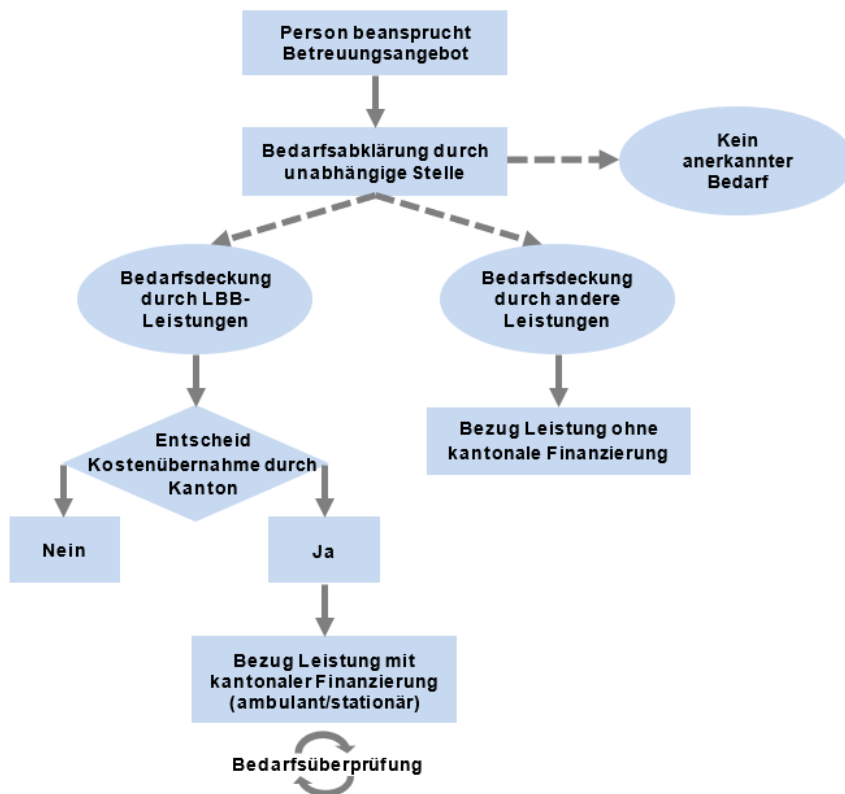 Person beansprucht
Betreuungsangebot
Bedarfsabklärung durch
unabhängige Stelle
Kein
anerkannter
Bedarf
Bedarfsdeckung
durch LBB-
Leistungen
Bedarfsdeckung
durch andere
Leistungen
Entscheid
Kostenübernahme durch
Kanton
Bezug Leistung ohne
kantonale Finanzierung
Nein
Ja
Bezug Leistung mit
kantonaler Finanzierung
(ambulant/stationär)
Bedarfsüberprüfung